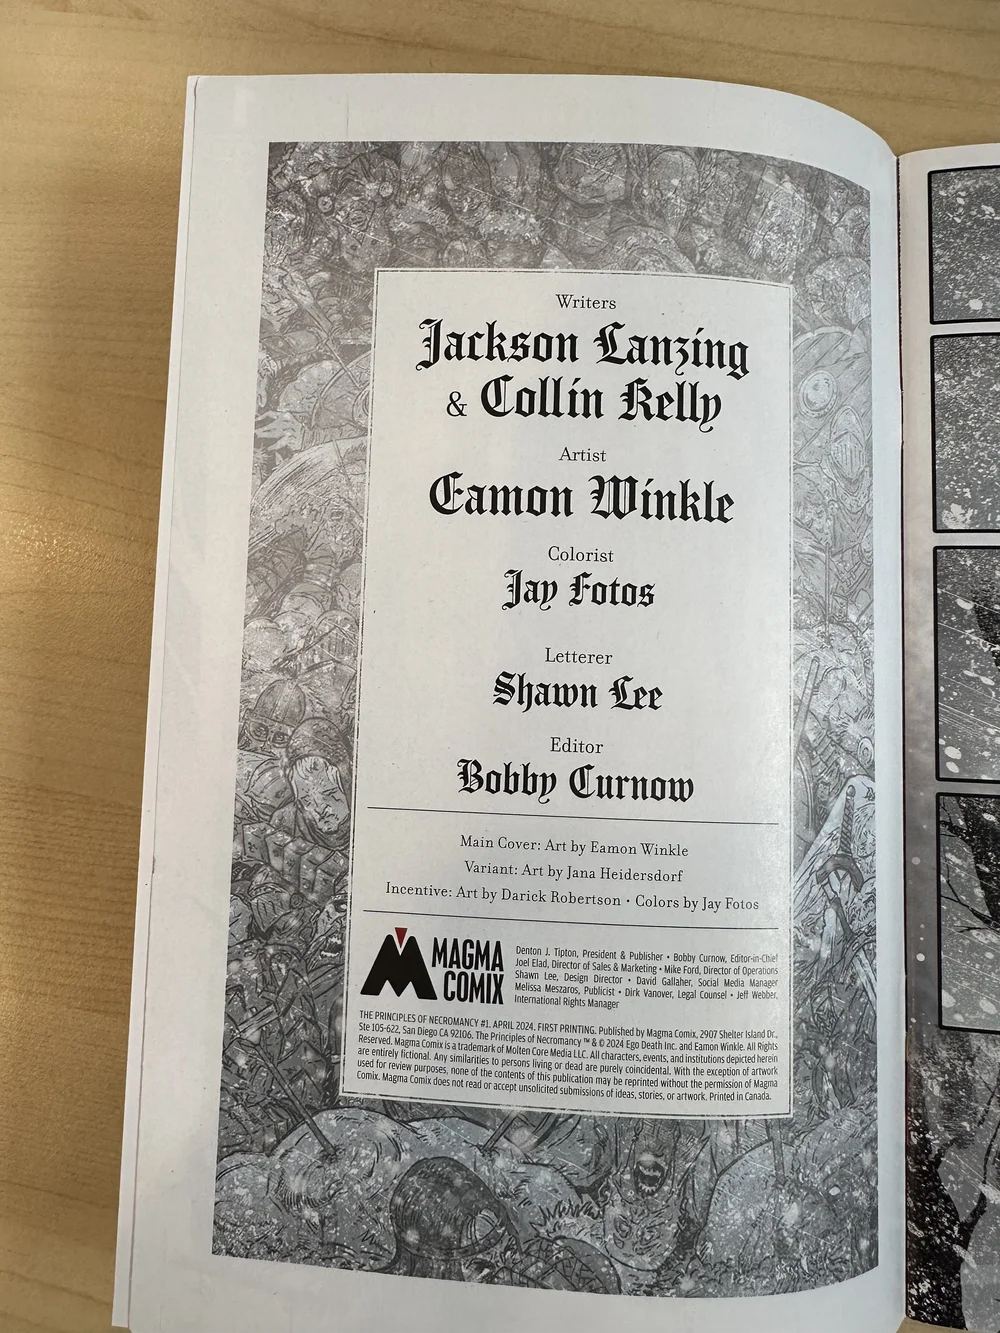 Writers
Jackson Lanzing
& Collin Kelly
Artist
Eamon Winkle
Colorist
Jay Fotos
Letterer
Shawn Lee
Editor
Bobby Curnow
Main Cover: Art by Eamon Winkle
Variant: Art by Jana Heidersdorf
Incentive: Art by Darick Robertson • Colors by Jay Fotos
MAGMA
COMIX
Denton J. Tipton, President & Publisher • Bobby Curnow, Editor-in-Chief
Joel Elad, Director of Sales & Marketing • Mike Ford, Director of Operations
Shawn Lee, Design Director • David Gallaher, Social Media Manager
Melissa Meszaros, Publicist • Dirk Vanover, Legal Counsel • Jeff Webber,
International Rights Manager
THE PRINCIPLES OF NECROMANCY #1. APRIL 2024. FIRST PRINTING. Published by Magma Comix, 2907 Shelter Island Dr.,
Ste 105-622, San Diego CA 92106. The Principles of Necromancy ™ & © 2024 Ego Death Inc. and Eamon Winkle. All Rights
Reserved. Magma Comix is a trademark of Molten Core Media LLC. All characters, events, and institutions depicted herein
are entirely fictional. Any similarities to persons living or dead are purely coincidental. With the exception of artwork
used for review purposes, none of the contents of this publication may be reprinted without the permission of Magma
Comix. Magma Comix does not read or accept unsolicited submissions of ideas, stories, or artwork. Printed in Canada.